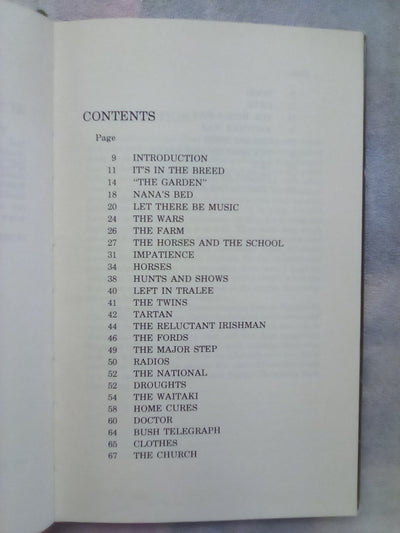 CONTENTS
Page
9 INTRODUCTION
11 IT'S IN THE BREED
14 "THE GARDEN"
18 NANA'S BED
20 LET THERE BE MUSIC
24 THE WARS
26 THE FARM
27 THE HORSES AND THE SCHOOL
31 IMPATIENCE
34 HORSES
38 HUNTS AND SHOWS
40 LEFT IN TRALEE
41 THE TWINS
42 TARTAN
44 THE RELUCTANT IRISHMAN
46 THE FORDS
49 THE MAJOR STEP
50 RADIOS
52 THE NATIONAL
52 DROUGHTS
54 THE WAITAKI
58 HOME CURES
60 DOCTOR
64 BUSH TELEGRAPH
65 CLOTHES
67 THE CHURCH